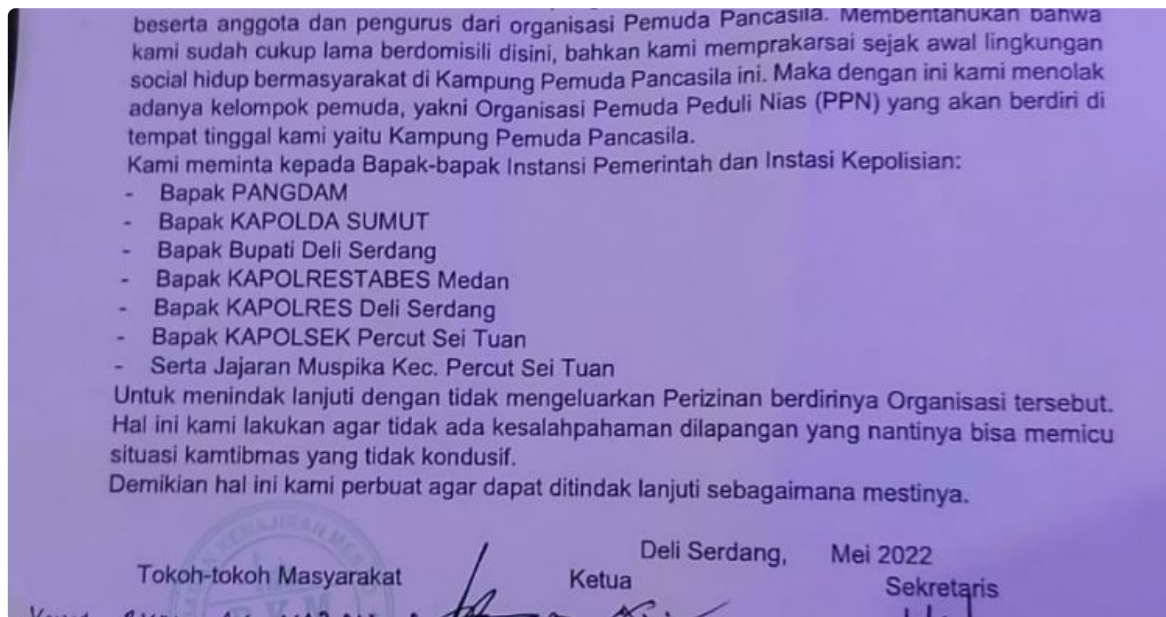 beserta anggota dan pengurus dari organisasi Pemuda Pancasila. Memberitahukan bahwa
kami sudah cukup lama berdomisili disini, bahkan kami memprakarsai sejak awal lingkungan
social hidup bermasyarakat di Kampung Pemuda Pancasila ini. Maka dengan ini kami menolak
adanya kelompok pemuda, yakni Organisasi Pemuda Peduli Nias (PPN) yang akan berdiri di
tempat tinggal kami yaitu Kampung Pemuda Pancasila.
Kami meminta kepada Bapak-bapak Instansi Pemerintah dan Instasi Kepolisian:
- Bapak PANGDAM
- Bapak KAPOLDA SUMUT
- Bapak Bupati Deli Serdang
- Bapak KAPOLRESTABES Medan
- Bapak KAPOLRES Deli Serdang
- Bapak KAPOLSEK Percut Sei Tuan
- Serta Jajaran Muspika Kec. Percut Sei Tuan
Untuk menindak lanjuti dengan tidak mengeluarkan Perizinan berdirinya Organisasi tersebut.
Hal ini kami lakukan agar tidak ada kesalahpahaman dilapangan yang nantinya bisa memicu
situasi kamtibmas yang tidak kondusif.
Demikian hal ini kami perbuat agar dapat ditindak lanjuti sebagaimana mestinya.
Deli Serdang, Mei 2022
Tokoh-tokoh Masyarakat Ketua Sekretaris